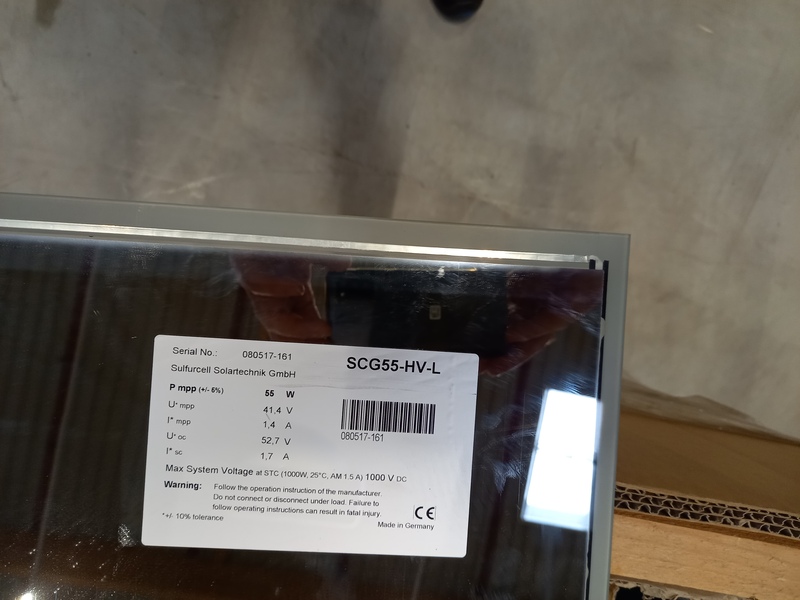 Serial No.: 080517-161
SCG55-HV-L
Sulfurcell Solartechnik GmbH
P mpp (+/- 5%) 55 W
U* mpp 41,4 V
I* mpp 1,4 A
U* oc 52,7 V
I* sc 1,7 A
080517-161
Max System Voltage at STC (1000W, 25°C, AM 1.5 A) 1000 V DC
Warning: Follow the operation instruction of the manufacturer.
Do not connect or disconnect under load. Failure to
follow operating instructions can result in fatal injury.
CE
*+/- 10% tolerance
Made in Germany